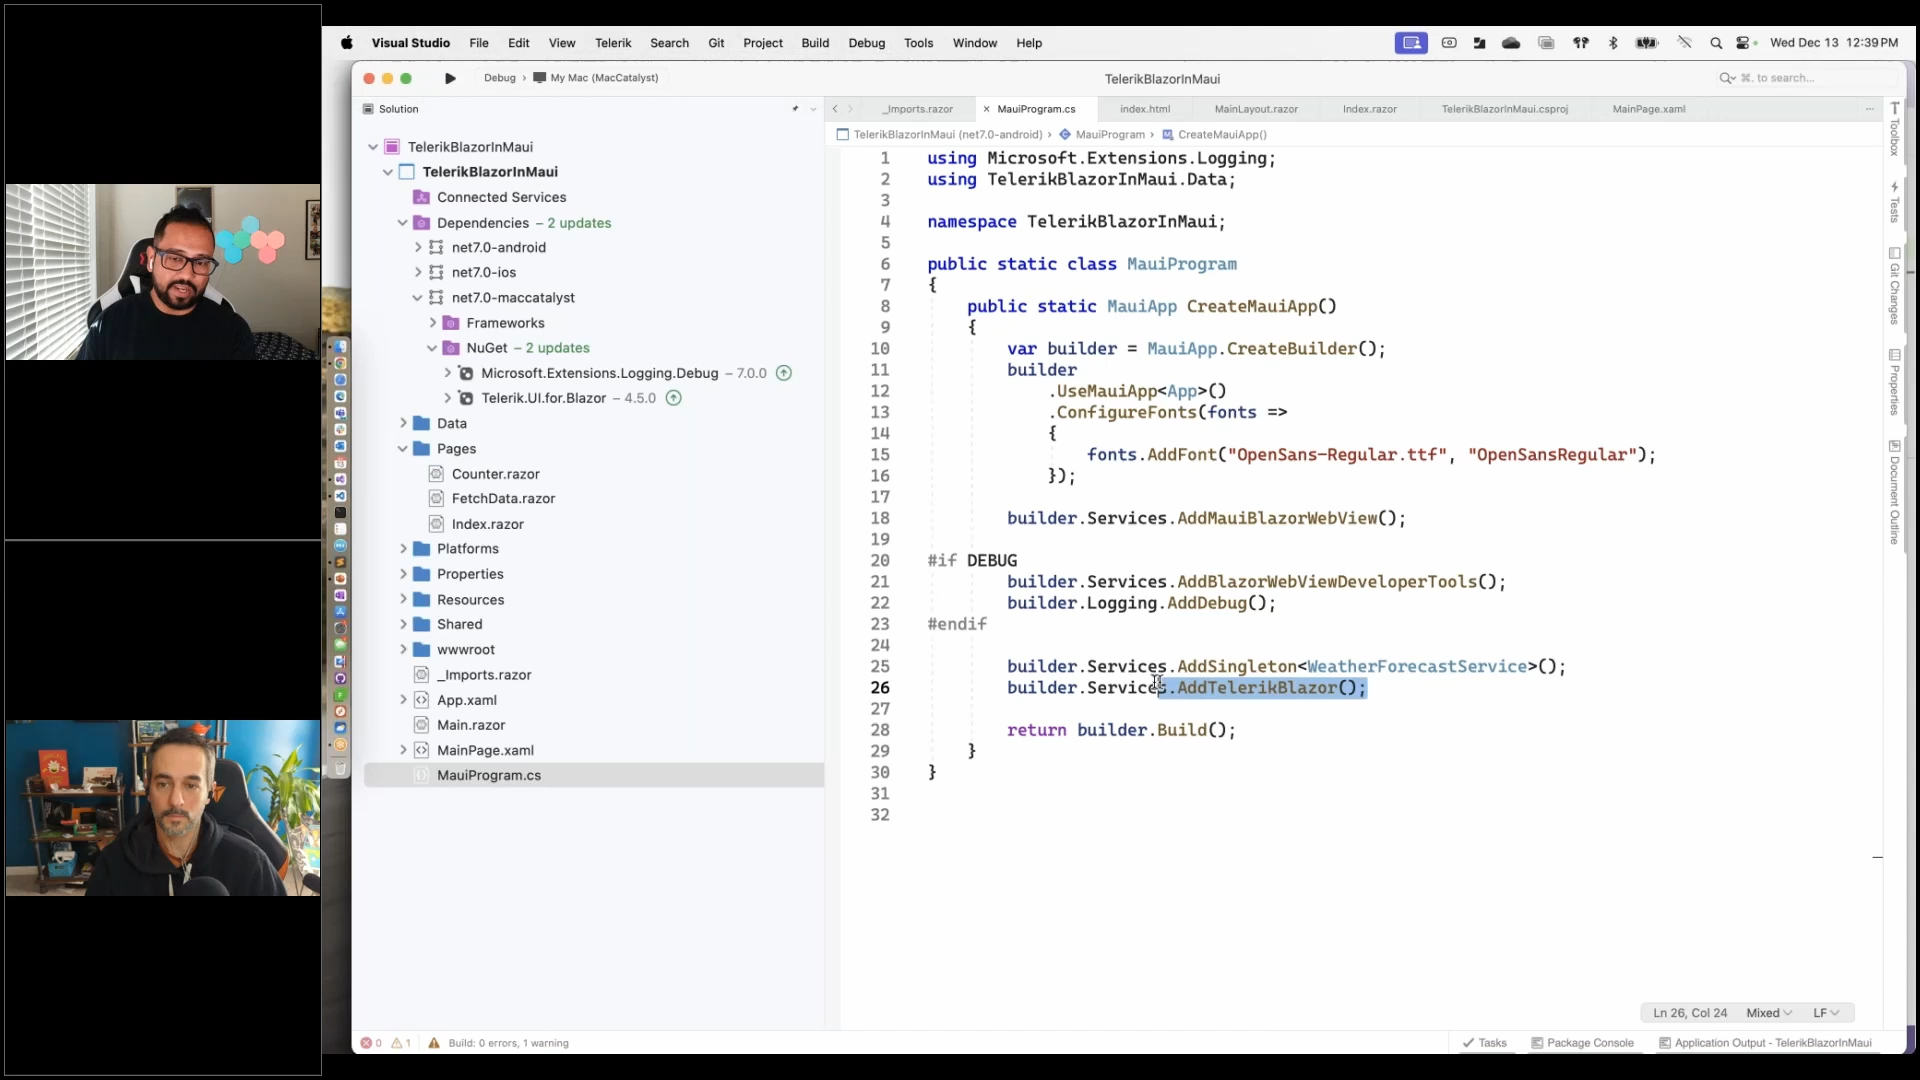 Visual Studio File Edit View Telerik Search Git Project Build Debug Tools Window Help Wed Dec 13 12:39 PM
Debug › My Mac (MacCatalyst) TelerikBlazorInMaui ⌘. to search...
Solution
_Imports.razor × MauiProgram.cs index.html MainLayout.razor Index.razor TelerikBlazorInMaui.csproj MainPage.xaml ...
TelerikBlazorInMaui (net7.0-android) › MauiProgram › CreateMauiApp()
TelerikBlazorInMaui
TelerikBlazorInMaui
Connected Services
Dependencies – 2 updates
net7.0-android
net7.0-ios
net7.0-maccatalyst
Frameworks
NuGet – 2 updates
Microsoft.Extensions.Logging.Debug – 7.0.0
Telerik.UI.for.Blazor – 4.5.0
Data
Pages
Counter.razor
FetchData.razor
Index.razor
Platforms
Properties
Resources
Shared
wwwroot
_Imports.razor
App.xaml
Main.razor
MainPage.xaml
MauiProgram.cs
1 using Microsoft.Extensions.Logging;
2 using TelerikBlazorInMaui.Data;
3
4 namespace TelerikBlazorInMaui;
5
6 public static class MauiProgram
7 {
8 public static MauiApp CreateMauiApp()
9 {
10 var builder = MauiApp.CreateBuilder();
11 builder
12 .UseMauiApp<App>()
13 .ConfigureFonts(fonts =>
14 {
15 fonts.AddFont("OpenSans-Regular.ttf", "OpenSansRegular");
16 });
17
18 builder.Services.AddMauiBlazorWebView();
19
20 #if DEBUG
21 builder.Services.AddBlazorWebViewDeveloperTools();
22 builder.Logging.AddDebug();
23 #endif
24
25 builder.Services.AddSingleton<WeatherForecastService>();
26 builder.Services.AddTelerikBlazor();
27
28 return builder.Build();
29 }
30 }
31
32
Toolbox
Tests
Git Changes
Properties
Document Outline
Ln 26, Col 24 Mixed LF
0 1 Build: 0 errors, 1 warning
Tasks Package Console Application Output - TelerikBlazorInMaui